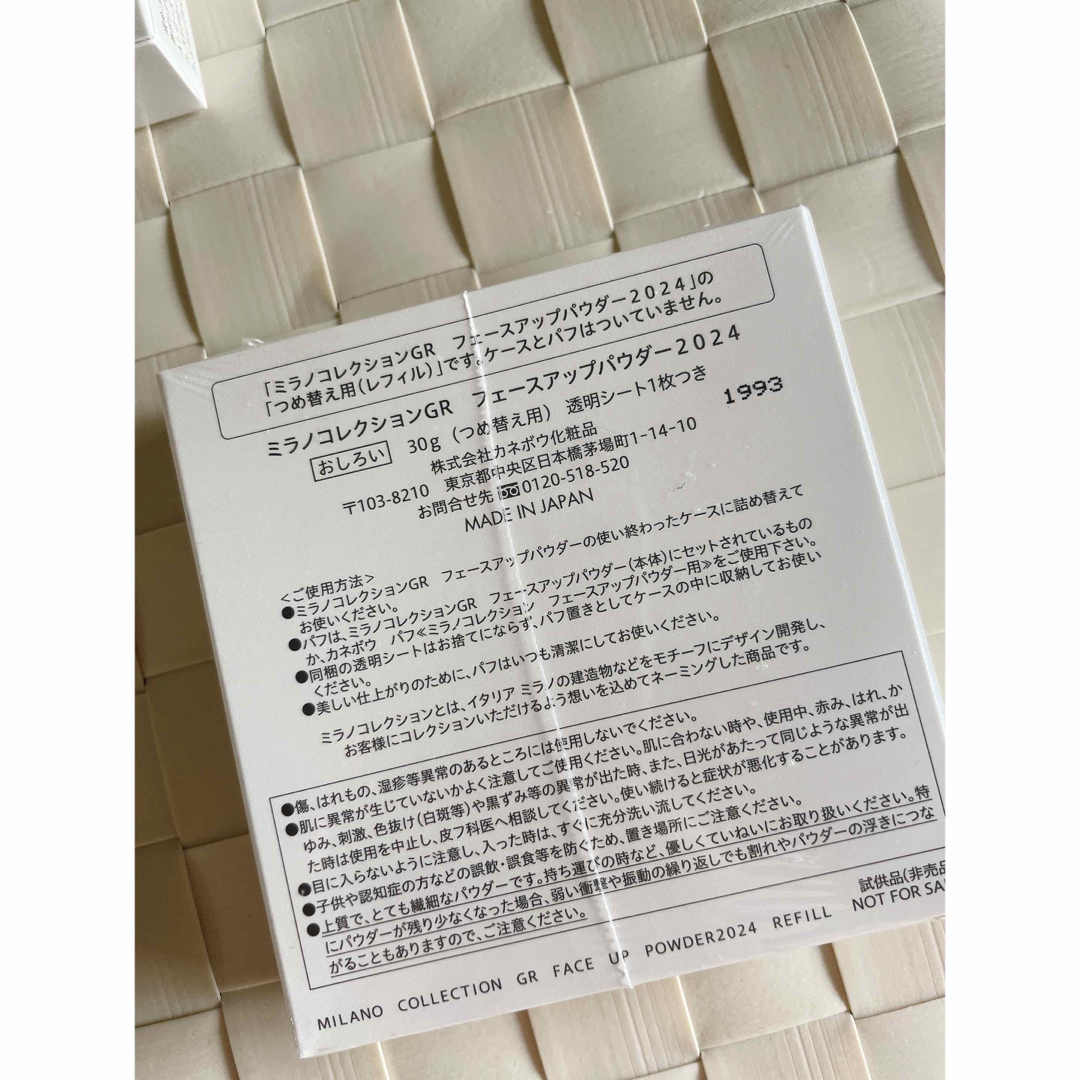 「ミラノコレクションGR　フェースアップパウダー2024」の
「つめ替え用（レフィル）」です。ケースとパフはついていません。
ミラノコレクションGR　フェースアップパウダー2024
おしろい　30g（つめ替え用）　透明シート1枚つき
1993
株式会社カネボウ化粧品
〒103-8210　東京都中央区日本橋茅場町1-14-10
お問合せ先 0120-518-520
MADE IN JAPAN
<ご使用方法>
●ミラノコレクションGR　フェースアップパウダーの使い終わったケースに詰め替えて
お使いください。
●パフは、ミラノコレクションGR　フェースアップパウダー（本体）にセットされているもの
か、カネボウ　パフ≪ミラノコレクション　フェースアップパウダー用≫をご使用下さい。
●同梱の透明シートはお捨てにならず、パフ置きとしてケースの中に収納してお使い
ください。
●美しい仕上がりのために、パフはいつも清潔にしてお使いください。
ミラノコレクションとは、イタリア ミラノの建造物などをモチーフにデザイン開発し、
お客様にコレクションいただけるよう想いを込めてネーミングした商品です。
●傷、はれもの、湿疹等異常のあるところには使用しないでください。
●肌に異常が生じていないかよく注意してご使用ください。肌に合わない時や、使用中、赤み、はれ、か
ゆみ、刺激、色抜け（白斑等）や黒ずみ等の異常が出た時、また、日光があたって同じような異常が出
た時は使用を中止し、皮フ科医へ相談してください。使い続けると症状が悪化することがあります。
●目に入らないように注意し、入った時は、すぐに充分洗い流してください。
●子供や認知症の方などの誤飲・誤食等を防ぐため、置き場所にご注意ください。
●上質で、とても繊細なパウダーです。持ち運びの時など、優しくていねいにお取り扱いください。特
にパウダーが残り少なくなった場合、弱い衝撃や振動の繰り返しでも割れやパウダーの浮きにつな
がることもありますので、ご注意ください。
試供品（非売品
NOT FOR SA
MILANO COLLECTION GR FACE UP POWDER2024 REFILL